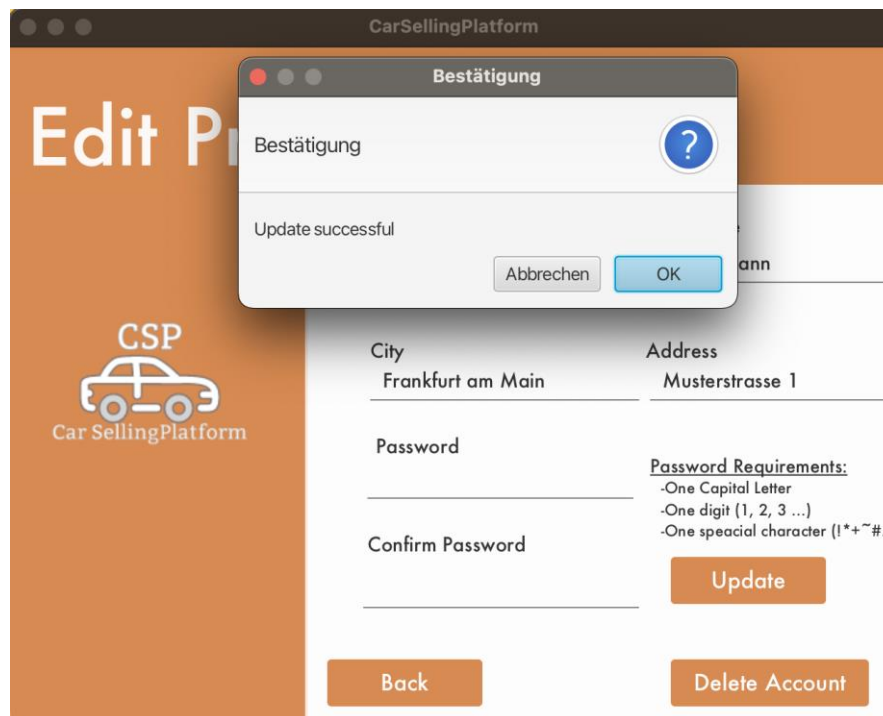 CarSellingPlatform
Bestätigung
Edit
Bestätigung
?
Update successful
Abbrechen
OK
ann
CSP
Car SellingPlatform
City
Address
Frankfurt am Main
Musterstrasse 1
Password
Password Requirements:
-One Capital Letter
-One digit (1, 2, 3 ...)
-One speacial character (!*+~#
Confirm Password
Update
Back
Delete Account